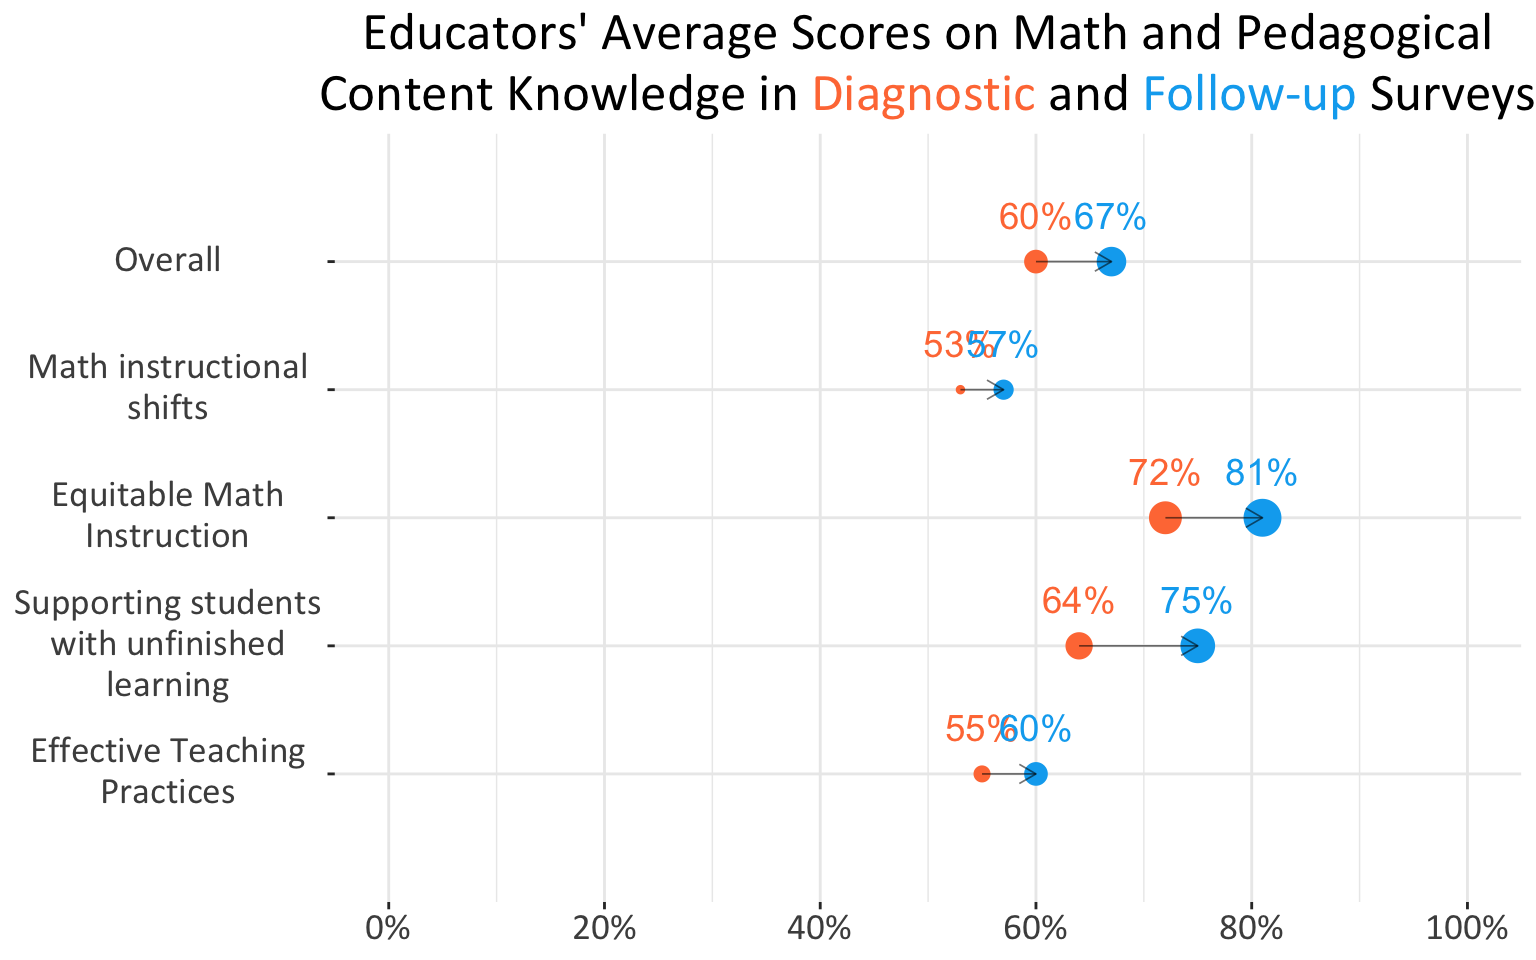 Educators' Average Scores on Math and Pedagogical
Content Knowledge in Diagnostic and Follow-up Surveys
60% 67%
Overall
53% 57%
Math instructional
shifts
72% 81%
Equitable Math
Instruction
64% 75%
Supporting students
with unfinished
learning
55% 60%
Effective Teaching
Practices
0% 20% 40% 60% 80% 100%